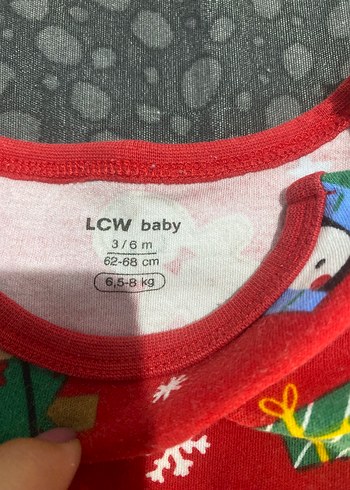 LCW baby
3/6 m
62-68 cm
6,5-8 kg